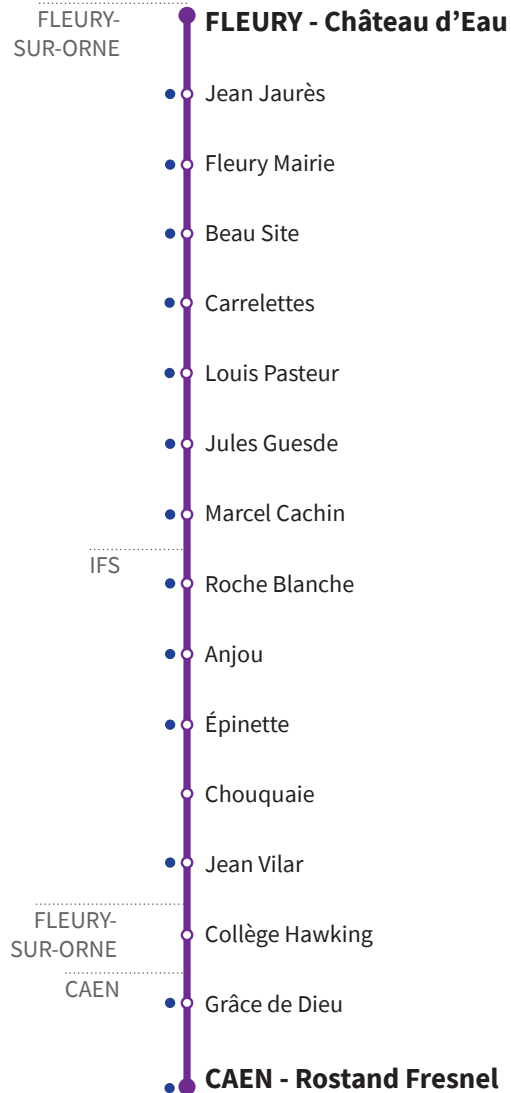 FLEURY-
SUR-ORNE
FLEURY - Château d’Eau
Jean Jaurès
Fleury Mairie
Beau Site
Carrelettes
Louis Pasteur
Jules Guesde
Marcel Cachin
IFS
Roche Blanche
Anjou
Épinette
Chouquaie
Jean Vilar
FLEURY-
SUR-ORNE
Collège Hawking
CAEN
Grâce de Dieu
CAEN - Rostand Fresnel